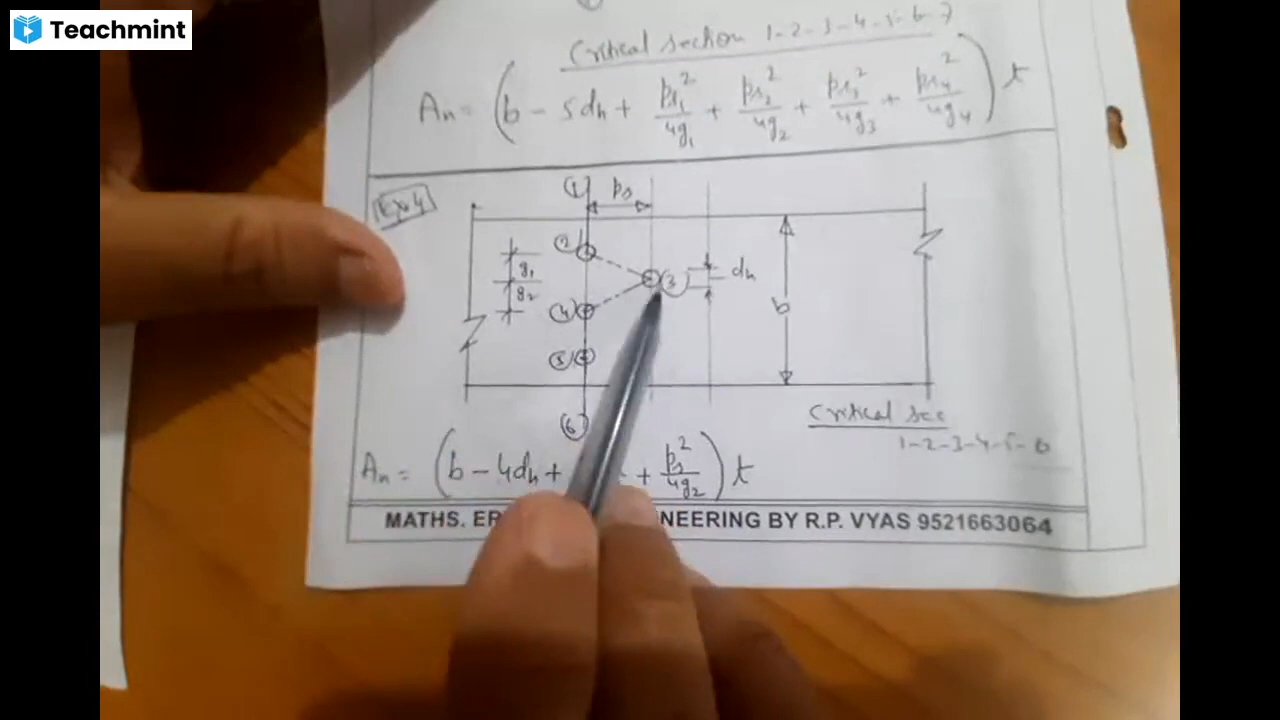 Teachmint
Critical section 1-2-3-4-5-6-7
An = (b - 5dh + ps₁²/4g₁ + ps₂²/4g₂ + ps₃²/4g₃ + ps₄²/4g₄) t
Ex. 4
(1) ps
(2)
g₁
g₂
(3) dh
(4) b
(5)
(6)
Critical sec
1-2-3-4-5-6
An = (b - 4dh + + ps²/4g₂) t
MATHS. NEERING BY R.P. VYAS 9521663064